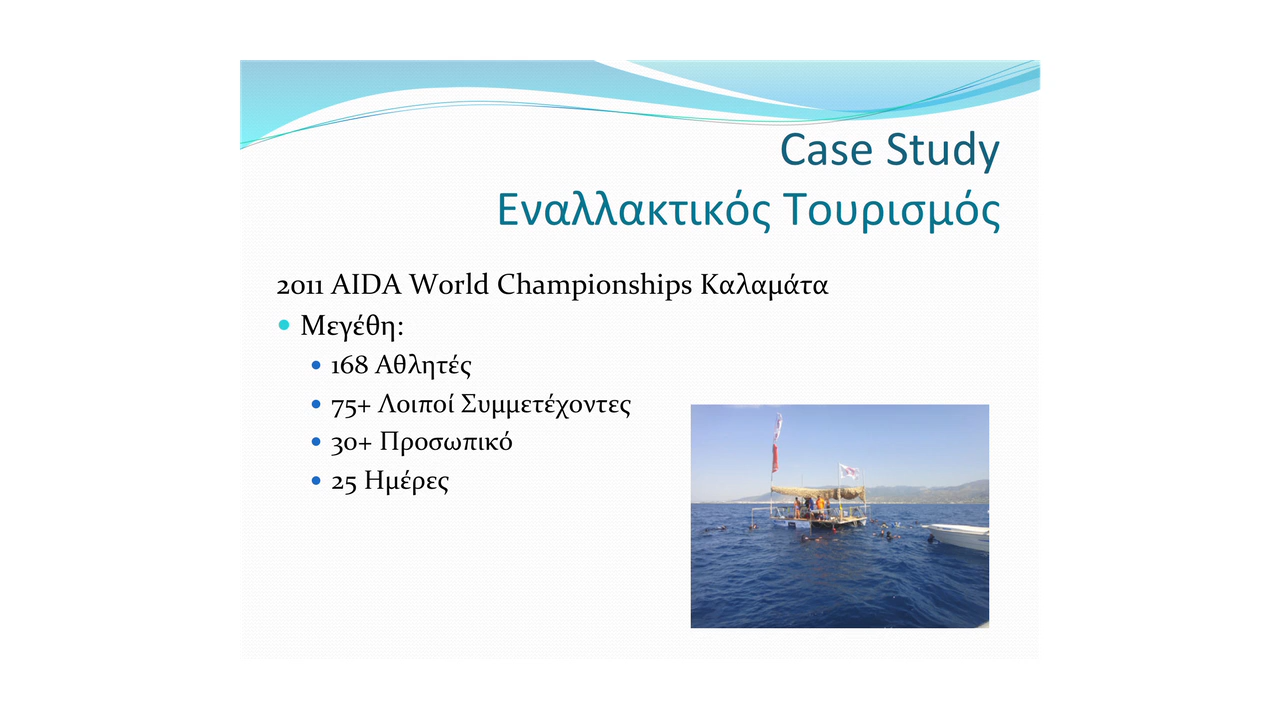 Case Study
Εναλλακτικός Τουρισμός
2011 AIDA World Championships Καλαμάτα
Μεγέθη:
168 Αθλητές
75+ Λοιποί Συμμετέχοντες
30+ Προσωπικό
25 Ημέρες